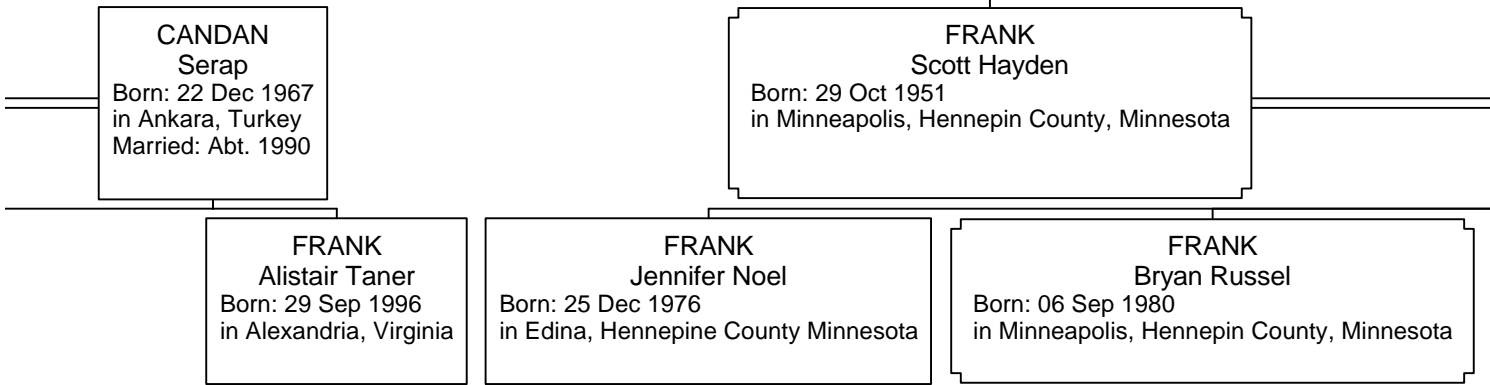 CANDAN
Serap
Born: 22 Dec 1967
in Ankara, Turkey
Married: Abt. 1990
FRANK
Scott Hayden
Born: 29 Oct 1951
in Minneapolis, Hennepin County, Minnesota
FRANK
Alistair Taner
Born: 29 Sep 1996
in Alexandria, Virginia
FRANK
Jennifer Noel
Born: 25 Dec 1976
in Edina, Hennepine County Minnesota
FRANK
Bryan Russel
Born: 06 Sep 1980
in Minneapolis, Hennepin County, Minnesota